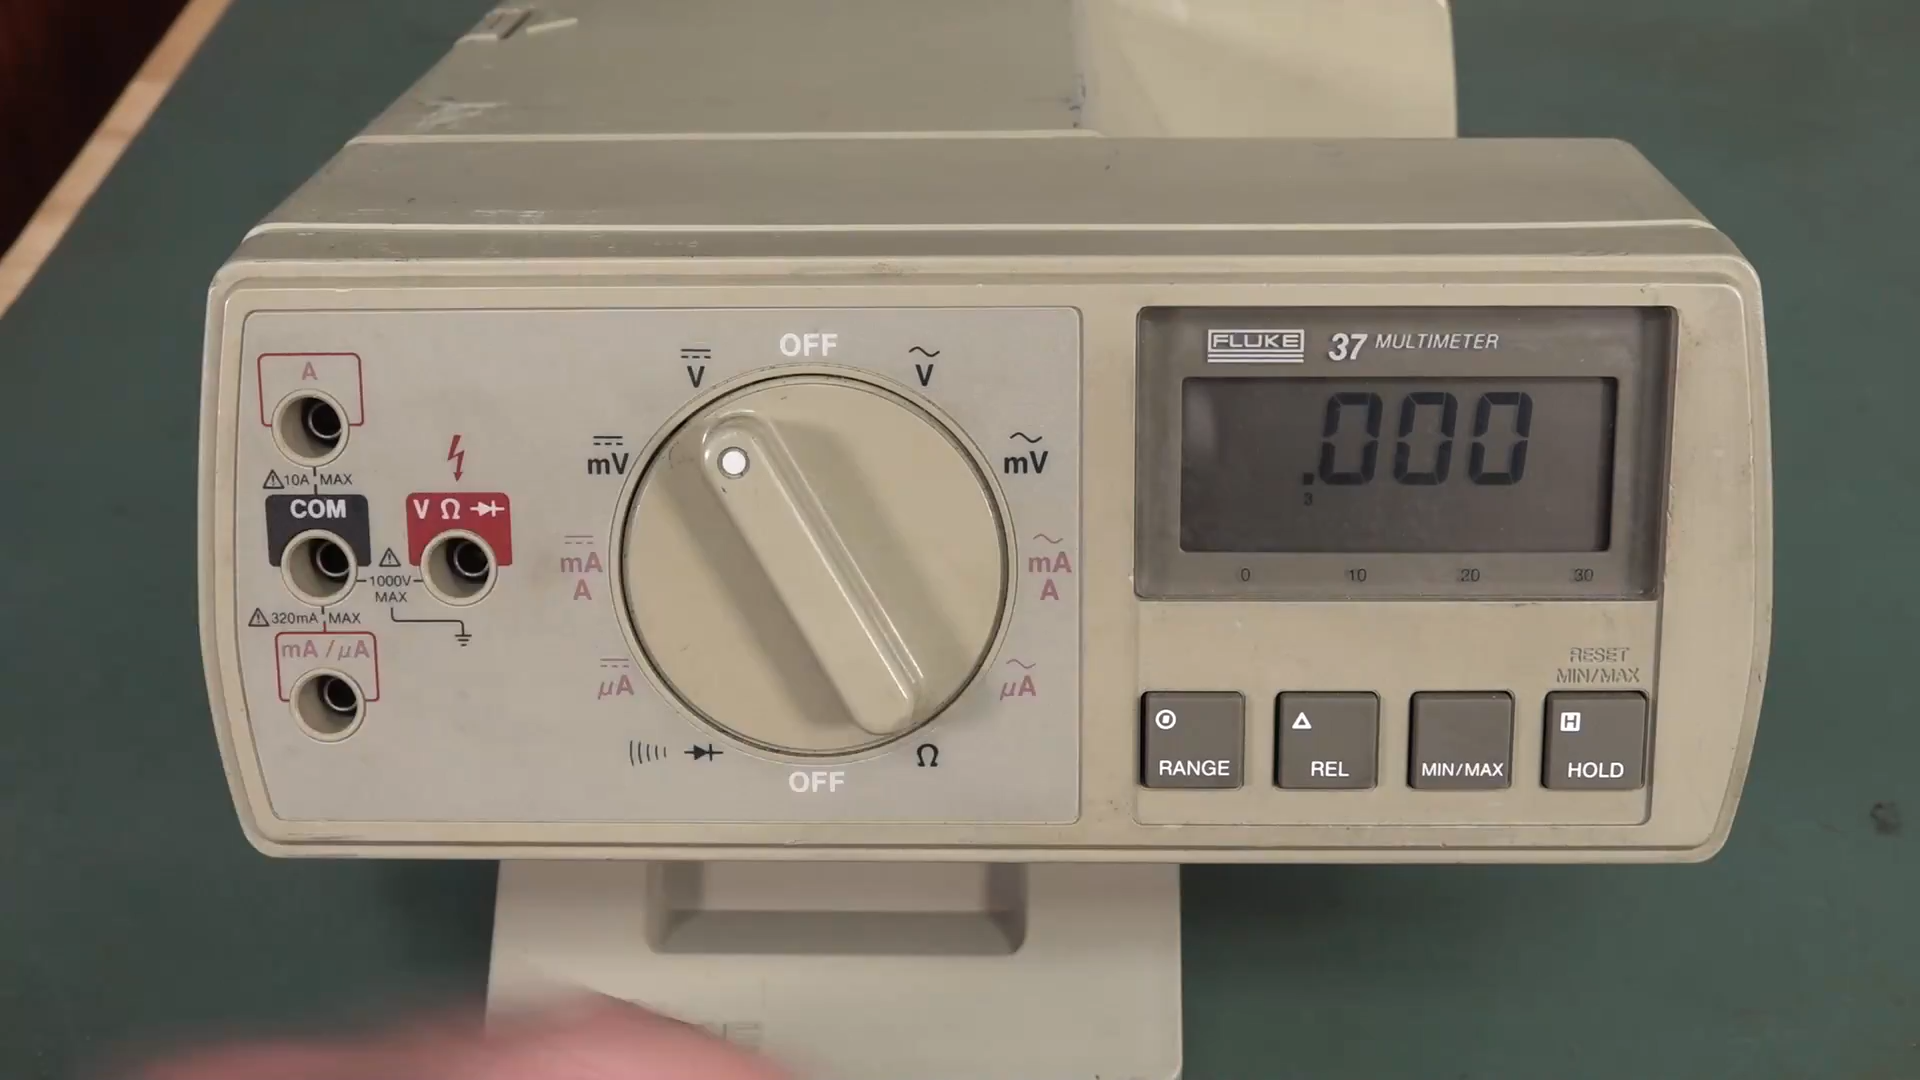 OFF
V
V
mV
mV
mA
A
mA
A
µA
µA
Ω
OFF
A
10A MAX
COM
V Ω
1000V
MAX
320mA MAX
mA / µA
FLUKE 37 MULTIMETER
.000
3
0 10 20 30
RESET
MIN/MAX
RANGE
REL
MIN/MAX
H
HOLD